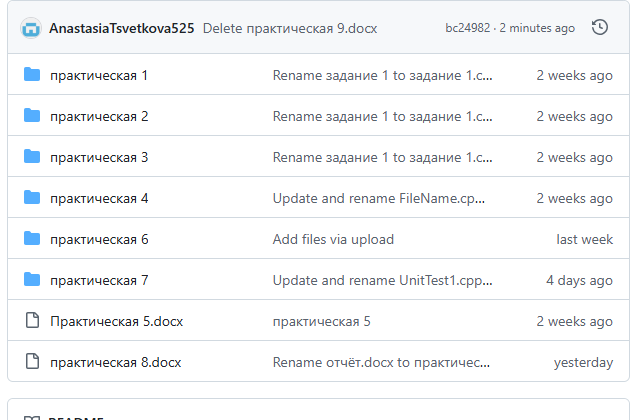 AnastasiaTsvetkova525 Delete практическая 9.docx bc24982 · 2 minutes ago
практическая 1 Rename задание 1 to задание 1.c... 2 weeks ago
практическая 2 Rename задание 1 to задание 1.c... 2 weeks ago
практическая 3 Rename задание 1 to задание 1.c... 2 weeks ago
практическая 4 Update and rename FileName.cp... 2 weeks ago
практическая 6 Add files via upload last week
практическая 7 Update and rename UnitTest1.cpp... 4 days ago
Практическая 5.docx практическая 5 2 weeks ago
практическая 8.docx Rename отчёт.docx to практичес... yesterday
README